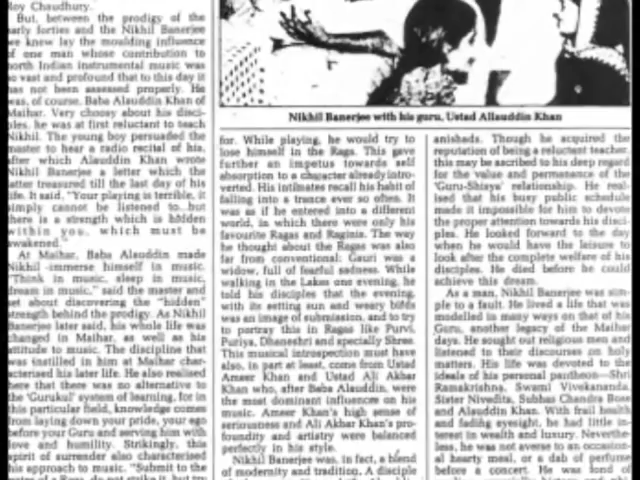 Roy Chaudhury.
But, between the prodigy of the
early forties and the Nikhil Banerjee
we knew lay the moulding influence
of one man whose contribution to
north Indian instrumental music was
so vast and profound that to this day it
has not been assessed properly. He
was, of course, Baba Alauddin Khan of
Maihar. Very choosy about his disci-
ples, he was at first reluctant to teach
Nikhil. The young boy persuaded the
master to hear a radio recital of his,
after which Alauddin Khan wrote
Nikhil Banerjee a letter which the
latter treasured till the last day of his
life. It said, "Your playing is terrible, it
simply cannot be listened to...but
there is a strength which is hidden
within you, which must be
awakened."
At Maihar, Baba Alauddin made
Nikhil immerse himself in music.
"Think in music, sleep in music,
dream in music," said the master and
set about discovering the "hidden"
strength behind the prodigy. As Nikhil
Banerjee later said, his whole life was
changed in Maihar, as well as his
attitude to music. The discipline that
was instilled in him at Maihar char-
acterised his later life. He also realised
here that there was no alternative to
the 'Gurukul' system of learning, for in
this particular field, knowledge comes
from laying down your pride, your ego
before your Guru and serving him with
love and humility. Strikingly, this
spirit of surrender also characterised
his approach to music. "Submit to the
Nikhil Banerjee with his guru, Ustad Allauddin Khan
for. While playing, he would try to
lose himself in the Raga. This gave
further an impetus towards self
absorption to a character already intro-
verted. His intimates recall his habit of
falling into a trance ever so often. It
was as if he entered into a different
world, in which there were only his
favourite Ragas and Raginis. The way
he thought about the Ragas was also
far from conventional: Gauri was a
widow, full of fearful sadness. While
walking in the Lakes one evening, he
told his disciples that the evening,
with its setting sun and weary birds
was an image of submission, and to try
to portray this in Ragas like Purvi,
Puriya, Dhaneshri and specially Shree.
This musical introspection must have
also, in part at least, come from Ustad
Ameer Khan and Ustad Ali Akbar
Khan who, after Baba Alauddin, were
the most dominant influences on his
music. Ameer Khan's high sense of
seriousness and Ali Akbar Khan's pro-
foundity and artistry were balanced
perfectly in his style.
Nikhil Banerjee was, in fact, a blend
of modernity and tradition. A disciple
anishads. Though he acquired the
reputation of being a reluctant teacher,
this may be ascribed to his deep regard
for the value and permanence of the
'Guru-Shisya' relationship. He real-
ised that his busy public schedule
made it impossible for him to devote
the proper attention towards his disci-
ples. He looked forward to the day
when he would have the leisure to
look after the complete welfare of his
disciples. He died before he could
achieve this dream.
As a man, Nikhil Banerjee was sim-
ple to a fault. He lived a life that was
modelled in many ways on that of his
Guru, another legacy of the Maihar
days. He sought out religious men and
listened to their discourses on holy
matters. His life was devoted to the
ideals of his personal pantheon—Shri
Ramakrishna, Swami Vivekananda,
Sister Nivedita, Subhas Chandra Bose
and Alauddin Khan. With frail health
and fading eyesight, he had little in-
terest in wealth and luxury. Neverthe-
less, he was not averse to an occasion-
al hearty meal, or a dab of perfume
before a concert. He was fond of